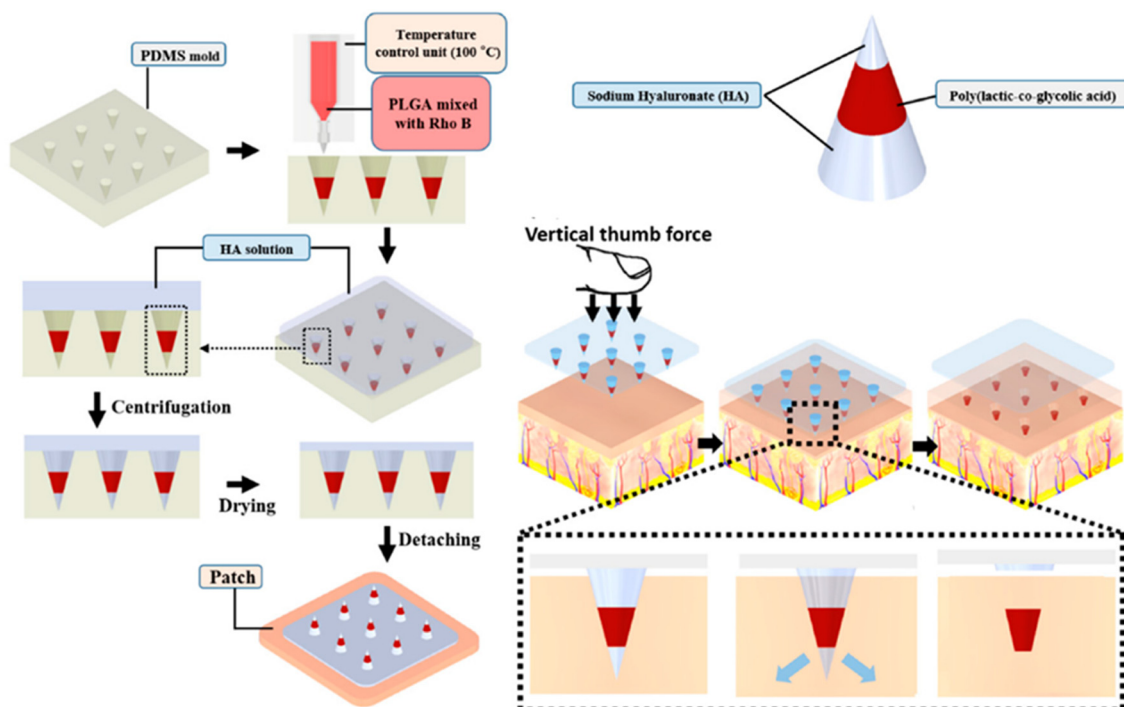 PDMS mold
Temperature
control unit (100 °C)
PLGA mixed
with Rho B
Sodium Hyaluronate (HA)
Poly(lactic-co-glycolic acid)
HA solution
Centrifugation
Drying
Detaching
Patch
Vertical thumb force